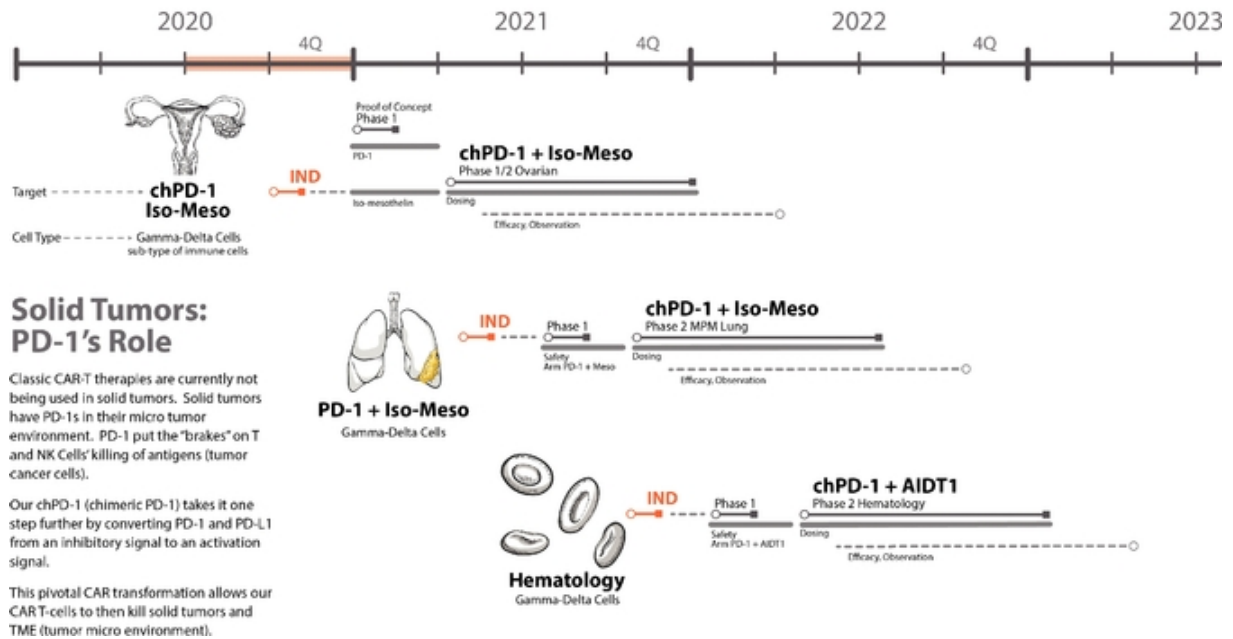 2020
2021
2022
2023
4Q
4Q
4Q
Proof of Concept
Phase 1
PD-1
chPD-1 + Iso-Meso
Phase 1/2 Ovarian
IND
Target
chPD-1
Iso-Meso
Iso-mesothelin
Dosing
Efficacy, Observation
Cell Type
Gamma-Delta Cells
sub-type of immune cells
Solid Tumors:
PD-1's Role
Classic CAR-T therapies are currently not
being used in solid tumors. Solid tumors
have PD-1s in their micro tumor
environment. PD-1 put the "brakes" on T
and NK Cells' killing of antigens (tumor
cancer cells).
Our chPD-1 (chimeric PD-1) takes it one
step further by converting PD-1 and PD-L1
from an inhibitory signal to an activation
signal.
This pivotal CAR transformation allows our
CAR T-cells to then kill solid tumors and
TME (tumor micro environment).
chPD-1 + Iso-Meso
IND
Phase 1
Phase 2 MPM Lung
Safety
Arm PD-1 + Meso
Dosing
Efficacy, Observation
PD-1 + Iso-Meso
Gamma-Delta Cells
chPD-1 + AIDT1
IND
Phase 1
Phase 2 Hematology
Safety
Arm PD-1 + AIDT1
Dosing
Efficacy, Observation
Hematology
Gamma-Delta Cells